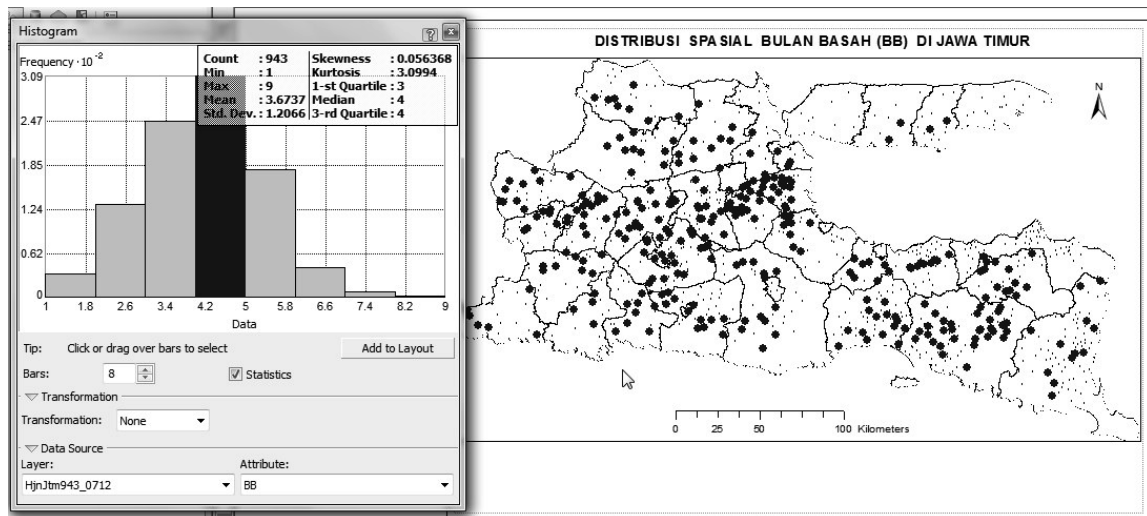 Histogram
Frequency · 10 -2
Count : 943 Skewness : 0.056368
Min : 1 Kurtosis : 3.0994
Max : 9 1-st Quartile : 3
Mean : 3.6737 Median : 4
Std. Dev. : 1.2066 3-rd Quartile : 4
3.09
2.47
1.85
1.24
0.62
0
1 1.8 2.6 3.4 4.2 5 5.8 6.6 7.4 8.2 9
Data
Tip: Click or drag over bars to select Add to Layout
Bars: 8 Statistics
Transformation
Transformation: None
Data Source
Layer: Attribute:
HjnJtm943_0712 BB
DISTRIBUSI SPASIAL BULAN BASAH (BB) DI JAWA TIMUR
N
0 25 50 100 Kilometers